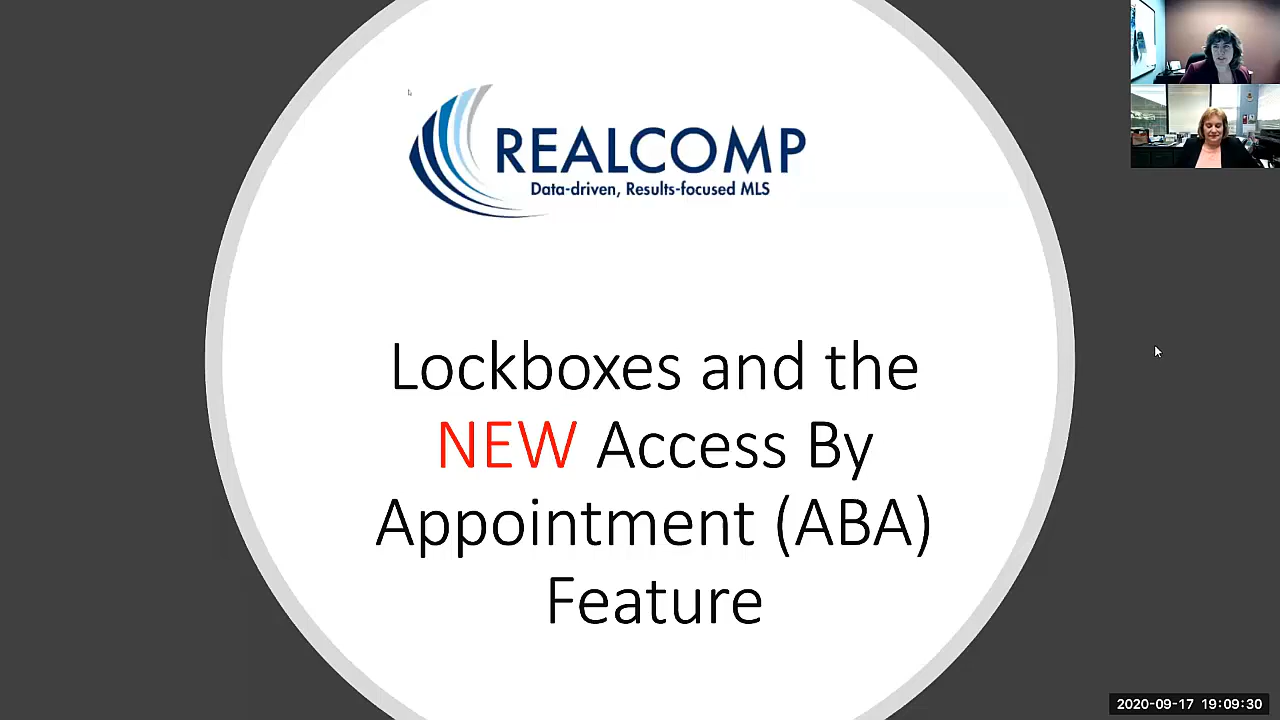 REALCOMP
Data-driven, Results-focused MLS
Lockboxes and the
NEW Access By
Appointment (ABA)
Feature
2020-09-17 19:09:30